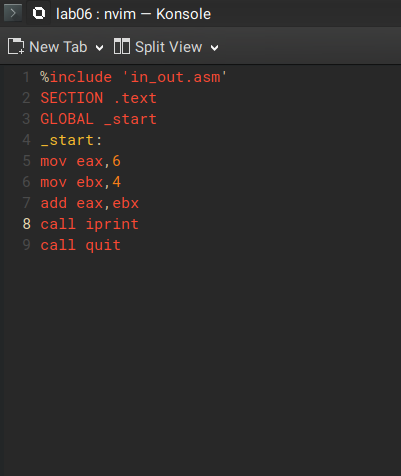 lab06 : nvim — Konsole
New Tab Split View
1 %include 'in_out.asm'
2 SECTION .text
3 GLOBAL _start
4 _start:
5 mov eax,6
6 mov ebx,4
7 add eax,ebx
8 call iprint
9 call quit